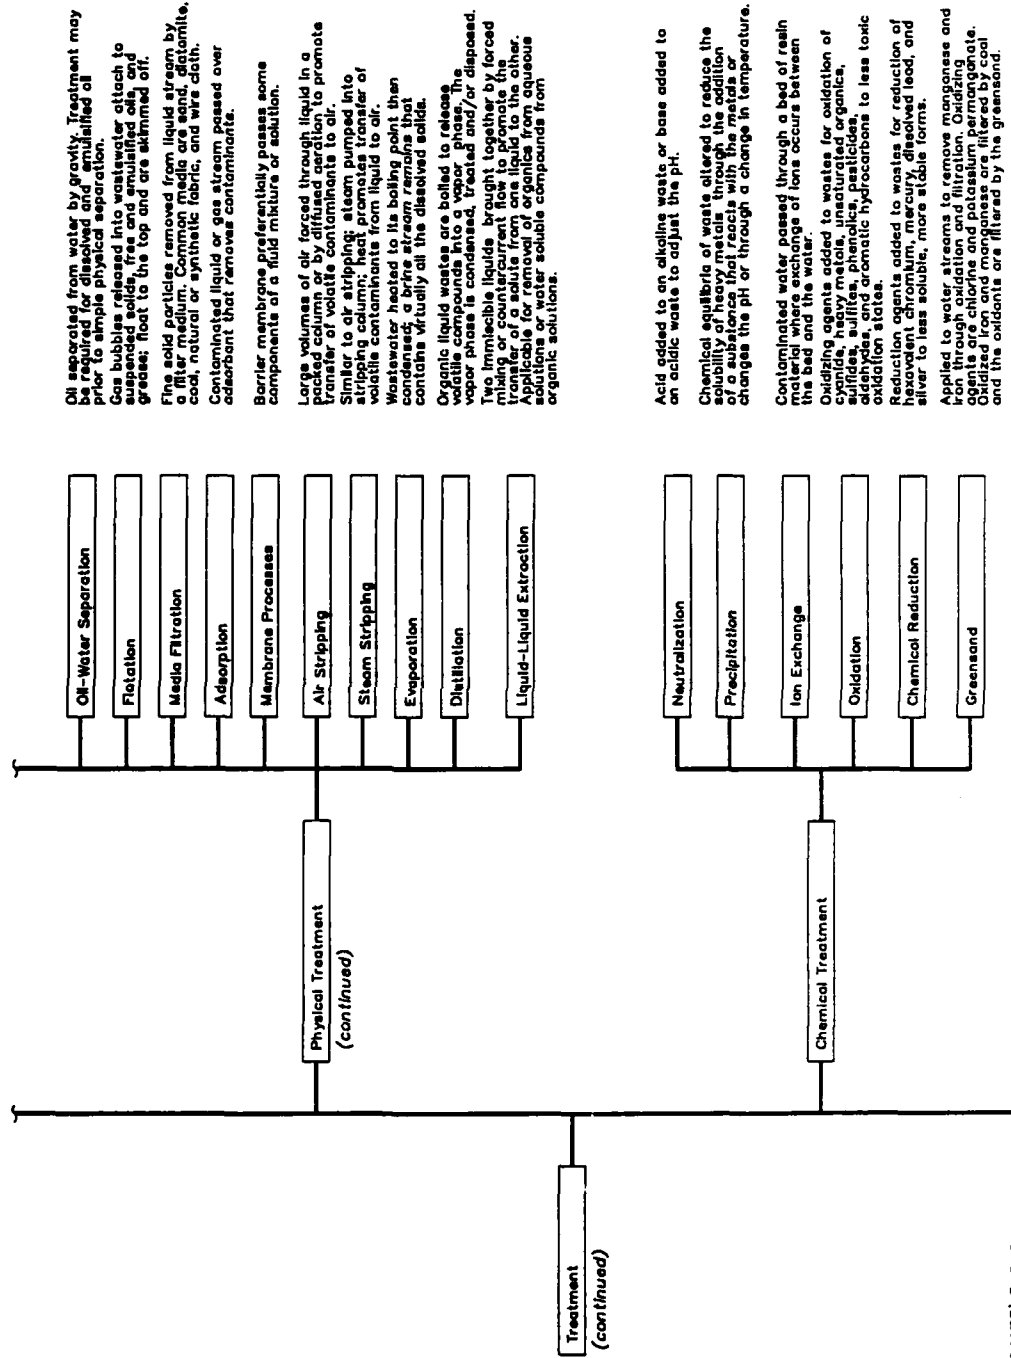 Treatment
(continued)
Physical Treatment
(continued)
Oil-Water Separation
Oil separated from water by gravity. Treatment may
be required for dissolved and emulsified oil
prior to simple physical separation.
Flotation
Gas bubbles released into wastewater attach to
suspended solids, free and emulsified oils, and
grease; float to the top and are skimmed off.
Media Filtration
Fine solid particles removed from liquid stream by
a filter medium. Common media are sand, diatomite,
coal, natural or synthetic fabric, and wire cloth.
Adsorption
Contaminated liquid or gas stream passed over
adsorbant that removes contaminants.
Membrane Processes
Barrier membrane preferentially passes some
components of a fluid mixture or solution.
Air Stripping
Large volumes of air forced through liquid in a
packed column or by diffused aeration to promote
transfer of volatile contaminants to air.
Steam Stripping
Similar to air stripping; steam pumped into
stripping column; heat promotes transfer of
volatile contaminants from liquid to air.
Evaporation
Wastewater heated to its boiling point then
condensed; a brine stream remains that
contains virtually all the dissolved solids.
Distillation
Organic liquid wastes are boiled to release
volatile compounds into a vapor phase. The
vapor phase is condensed, treated and/or disposed.
Liquid-Liquid Extraction
Two immiscible liquids brought together by forced
mixing or countercurrent flow to promote the
transfer of a solute from one liquid to the other.
Applicable for removal of organics from aqueous
solutions or water soluble compounds from
organic solutions.
Chemical Treatment
Neutralization
Acid added to an alkaline waste or base added to
an acidic waste to adjust the pH.
Precipitation
Chemical equilibria of waste altered to reduce the
solubility of heavy metals through the addition
of a substance that reacts with the metals or
changes the pH or through a change in temperature.
Ion Exchange
Contaminated water passed through a bed of resin
material where exchange of ions occurs between
the bed and the water.
Oxidation
Oxidizing agents added to wastes for oxidation of
cyanide, heavy metals, unsaturated organics,
sulfides, sulfites, phenolics, pesticides,
aldehydes, and aromatic hydrocarbons to less toxic
oxidation states.
Chemical Reduction
Reduction agents added to wastes for reduction of
hexavalent chromium, mercury, dissolved lead, and
silver to less soluble, more stable forms.
Greensand
Applied to water streams to remove manganese and
iron through oxidation and filtration. Oxidizing
agents are chlorine and potassium permanganate.
Oxidized iron and manganese are filtered by coal
and the oxidants are filtered by the greensand.